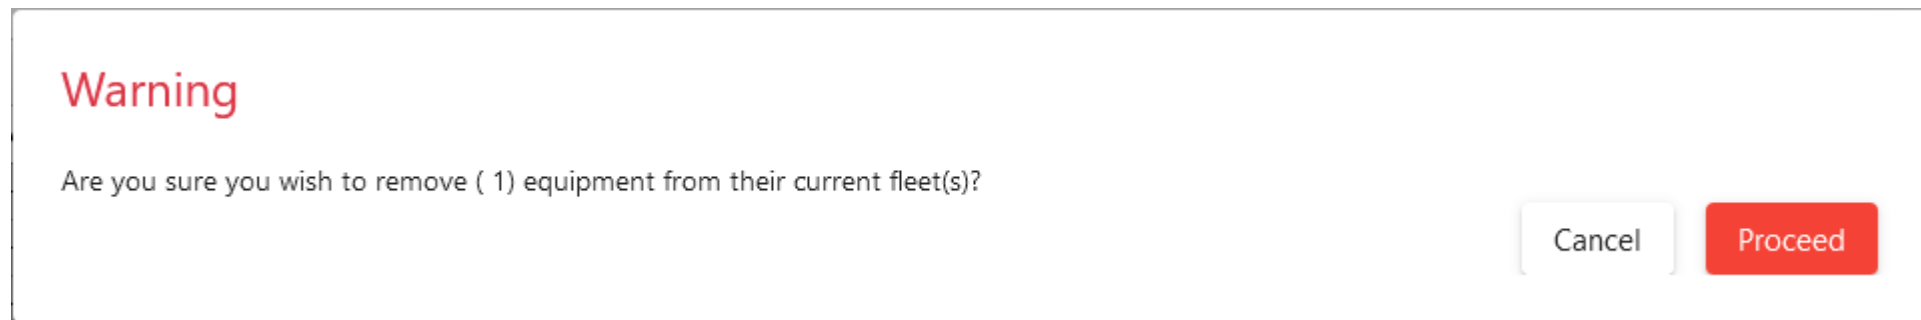 Warning
Are you sure you wish to remove ( 1) equipment from their current fleet(s)?
Cancel
Proceed